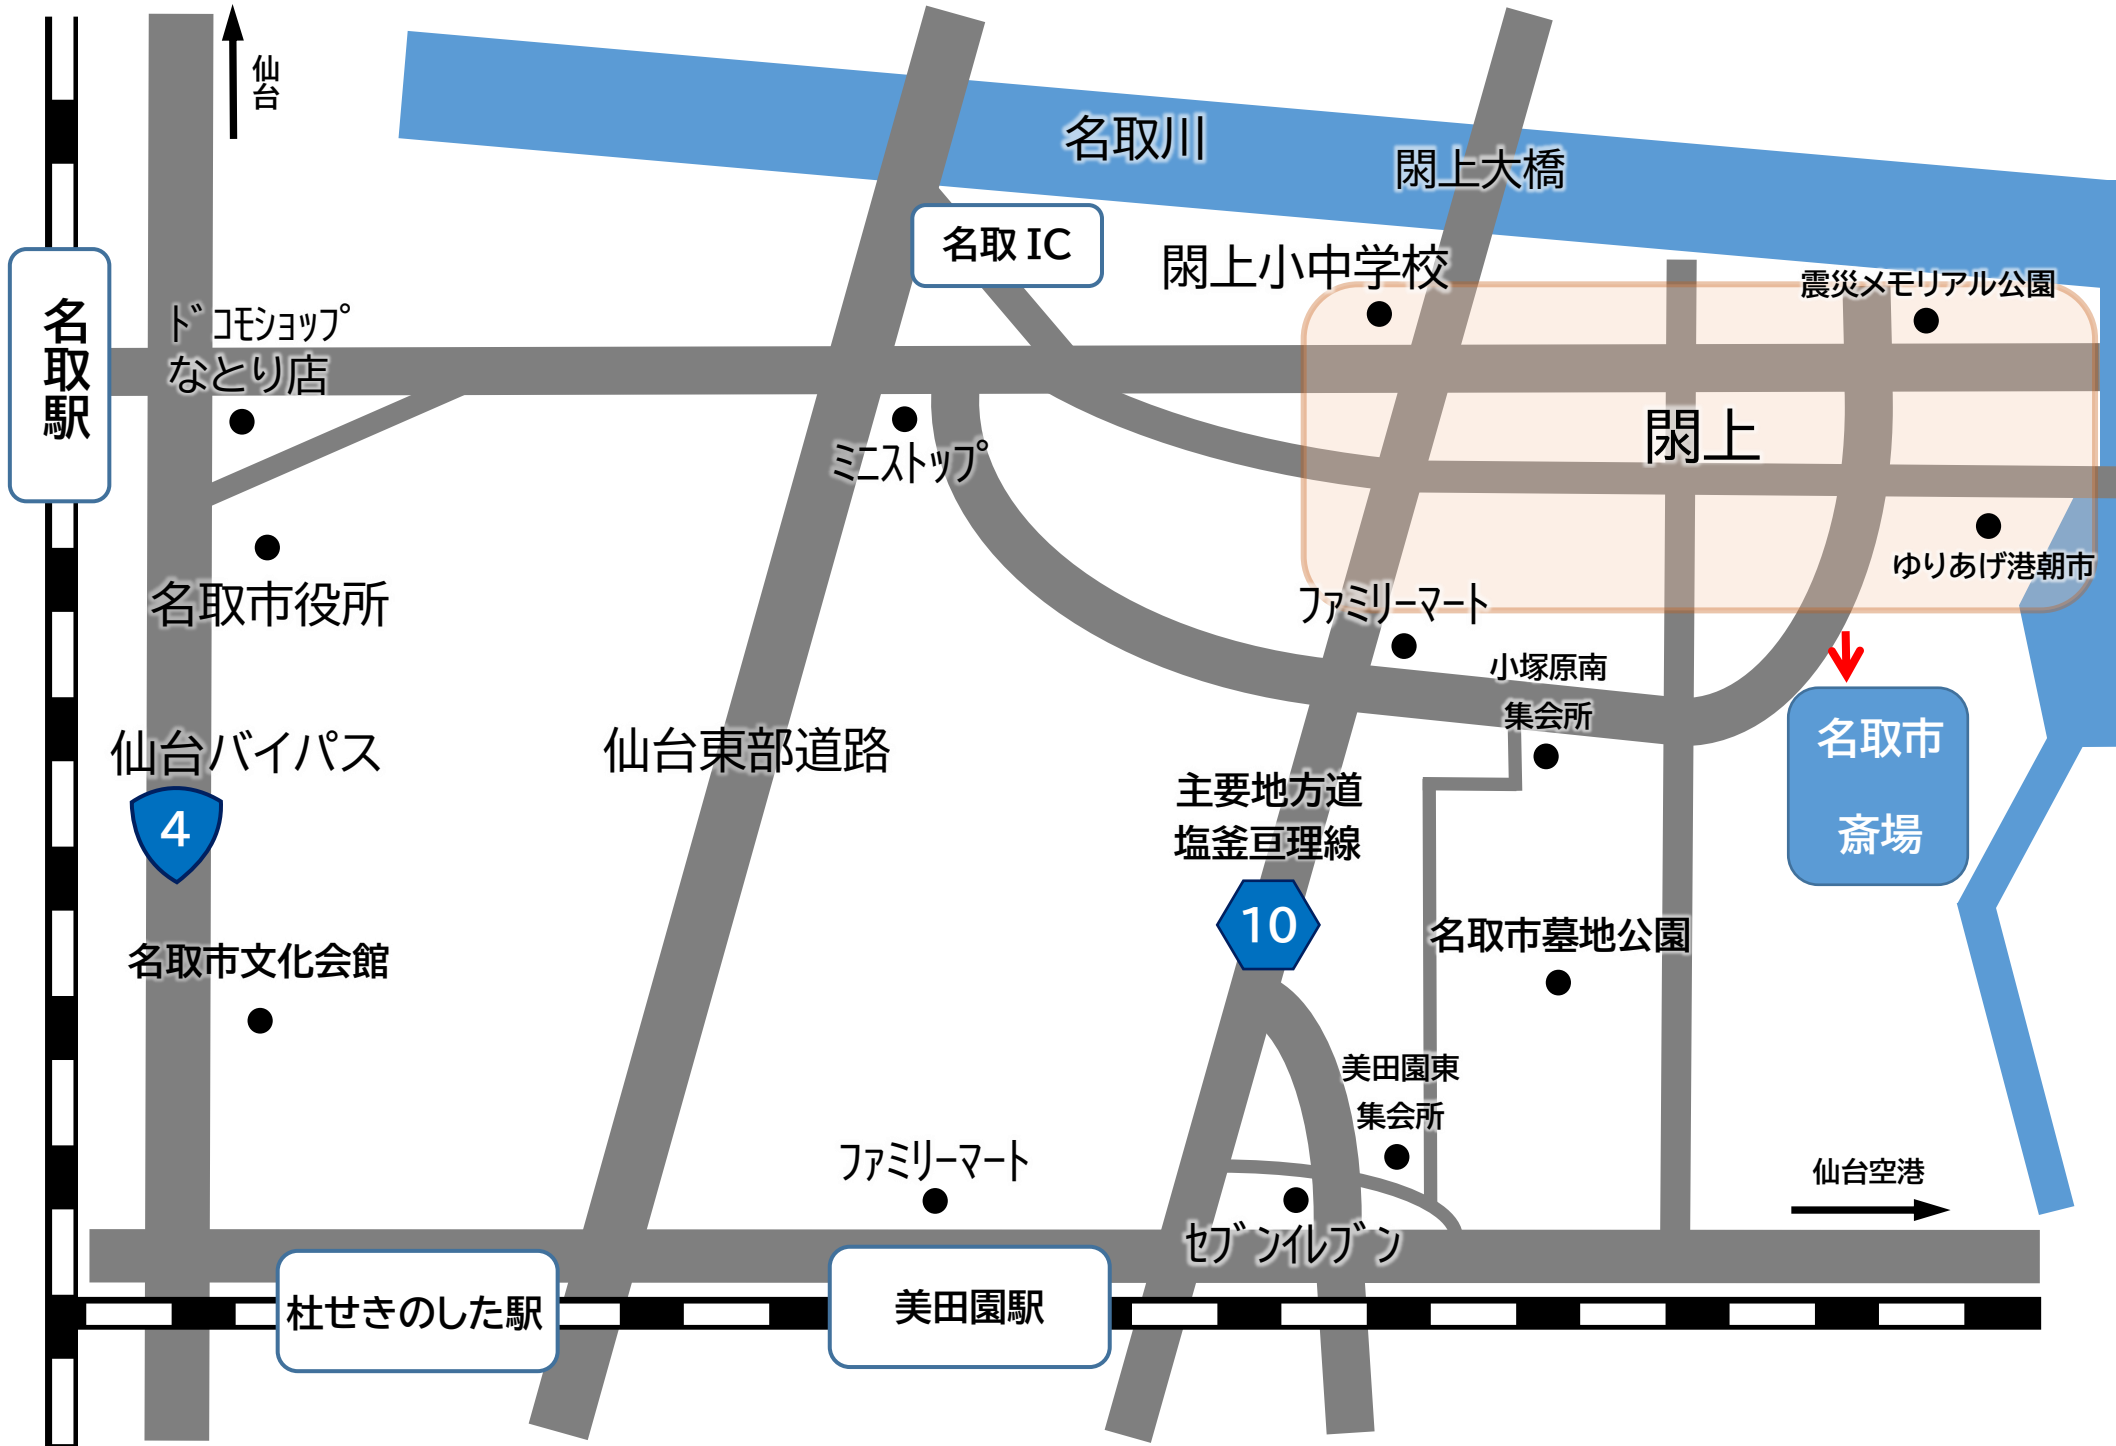 仙台
名取川
閖上大橋
名取 IC
閖上小中学校
震災メモリアル公園
名取駅
ﾄﾞｺﾓｼｮｯﾌﾟ
なとり店
ﾐﾆｽﾄｯﾌﾟ
閖上
ゆりあげ港朝市
名取市役所
ﾌｧﾐﾘｰﾏｰﾄ
小塚原南
集会所
名取市
斎場
仙台バイパス
4
仙台東部道路
主要地方道
塩釜亘理線
10
名取市墓地公園
名取市文化会館
美田園東
集会所
ﾌｧﾐﾘｰﾏｰﾄ
仙台空港
ｾﾌﾞﾝｲﾚﾌﾞﾝ
杜せきのした駅
美田園駅